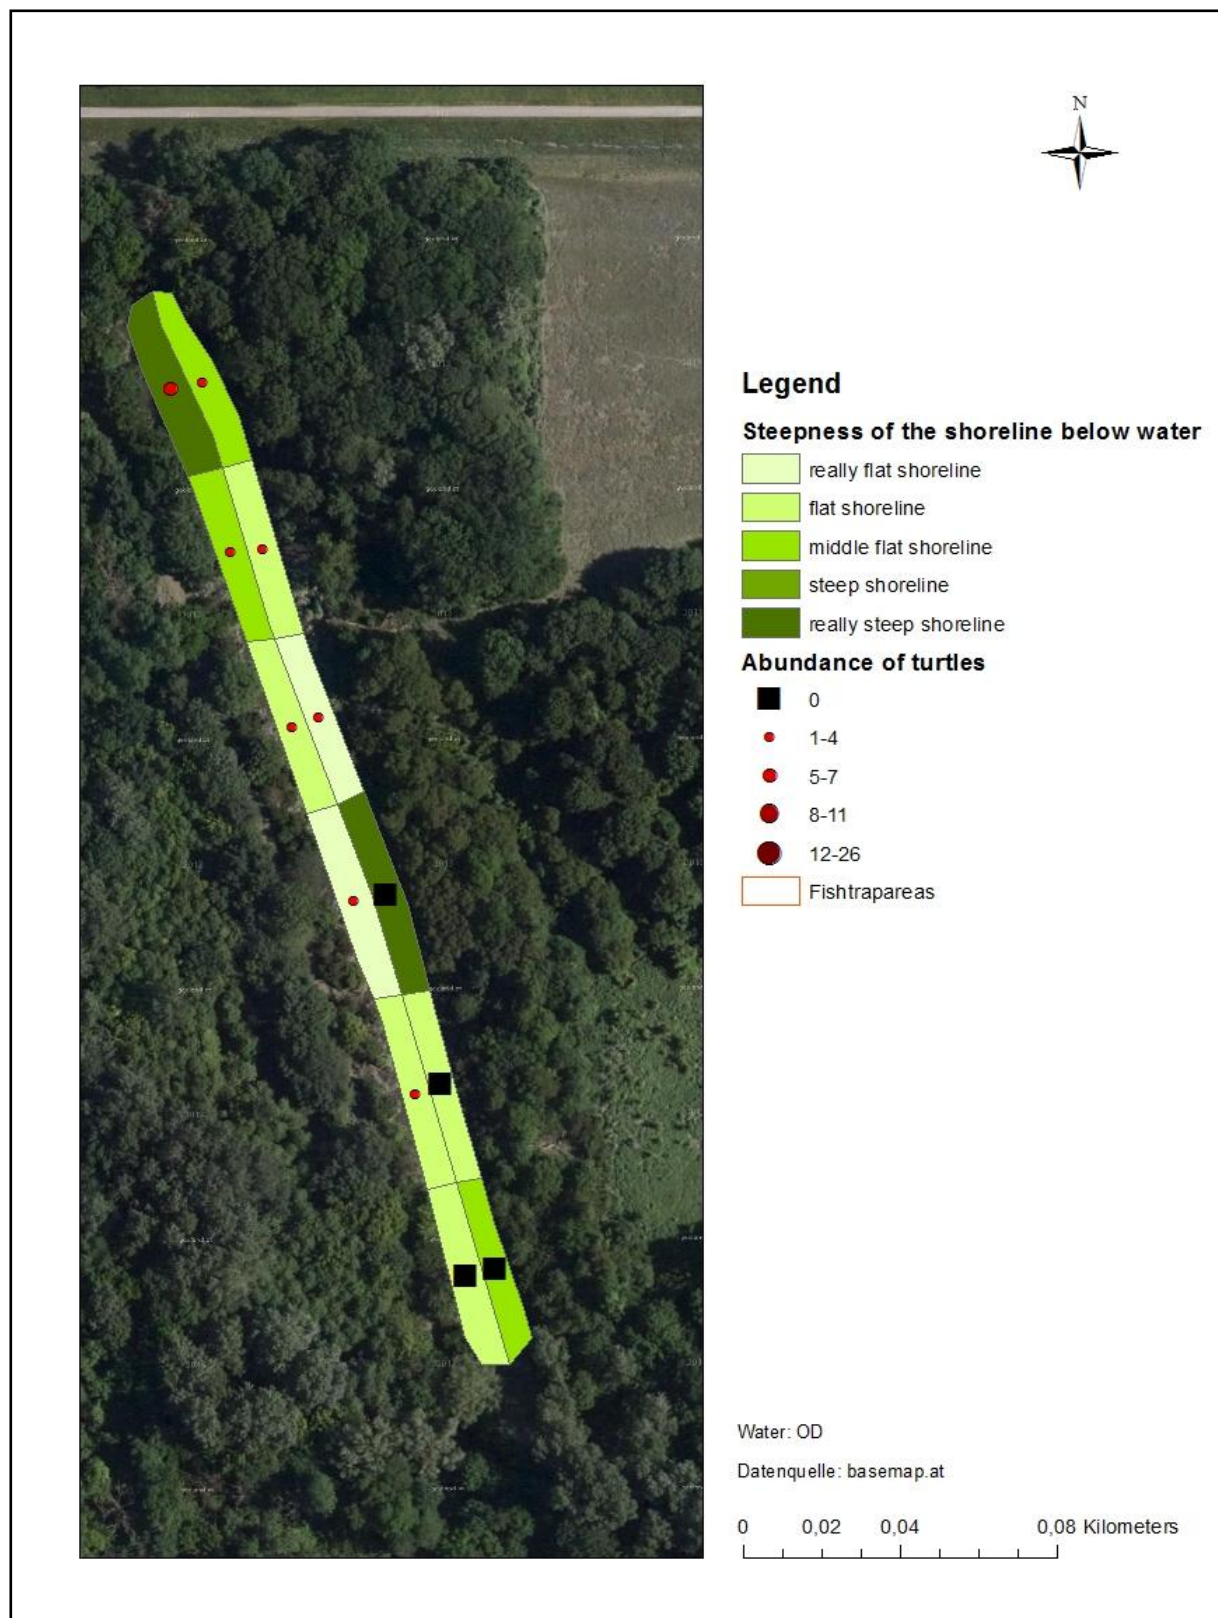 N
Legend
Steepness of the shoreline below water
really flat shoreline
flat shoreline
middle flat shoreline
steep shoreline
really steep shoreline
Abundance of turtles
0
1-4
5-7
8-11
12-26
Fishtrapareas
Water: OD
Datenquelle: basemap.at
0 0,02 0,04 0,08 Kilometers